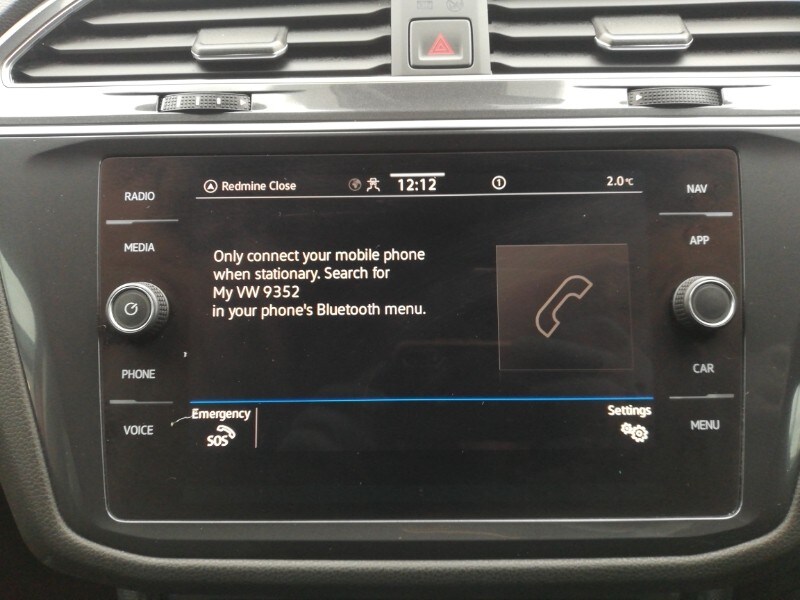 Redmine Close
12:12
1
2.0°C
RADIO
MEDIA
PHONE
VOICE
NAV
APP
CAR
MENU
Only connect your mobile phone
when stationary. Search for
My VW 9352
in your phone's Bluetooth menu.
Emergency
SOS
Settings